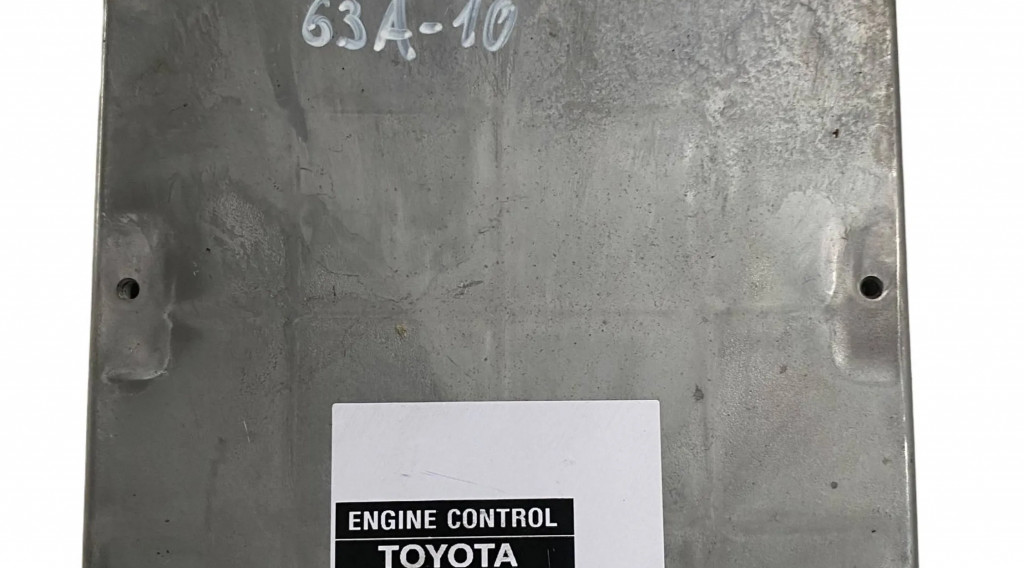 63A-10
ENGINE CONTROL
TOYOTA